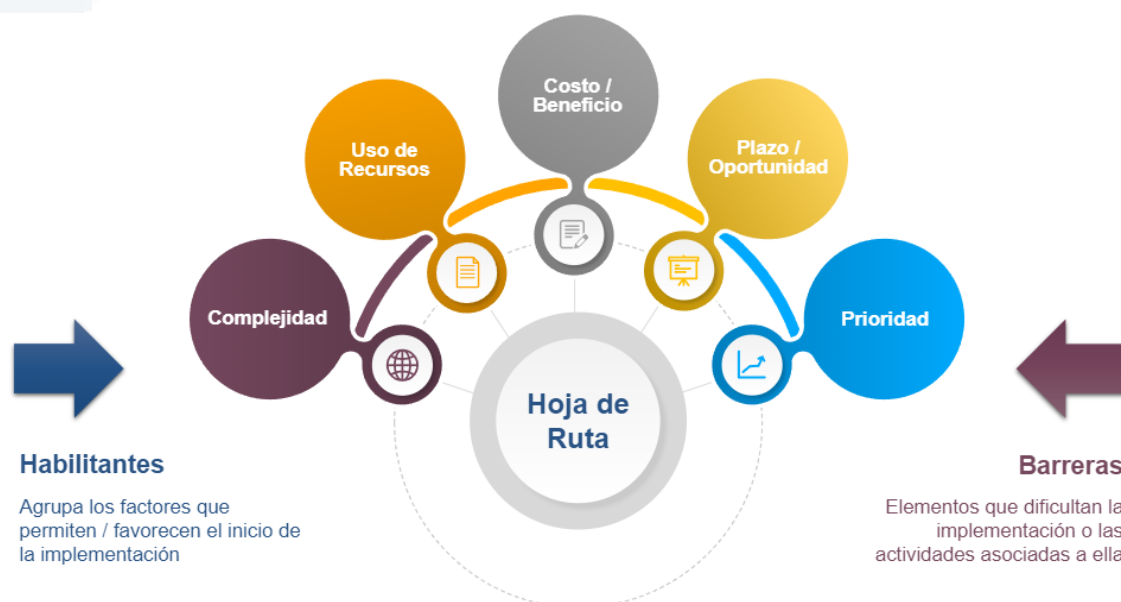 Costo /
Beneficio
Uso de
Recursos
Plazo /
Oportunidad
Complejidad
Prioridad
Hoja de
Ruta
Habilitantes
Agrupa los factores que
permiten / favorecen el inicio de
la implementación
Barreras
Elementos que dificultan la
implementación o las
actividades asociadas a ella